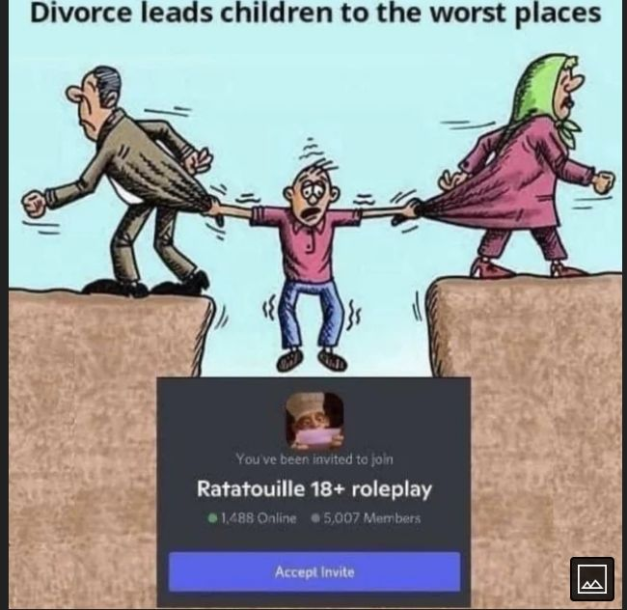 Divorce leads children to the worst places
You've been invited to join
Ratatouille 18+ roleplay
1,488 Online 5,007 Members
Accept Invite